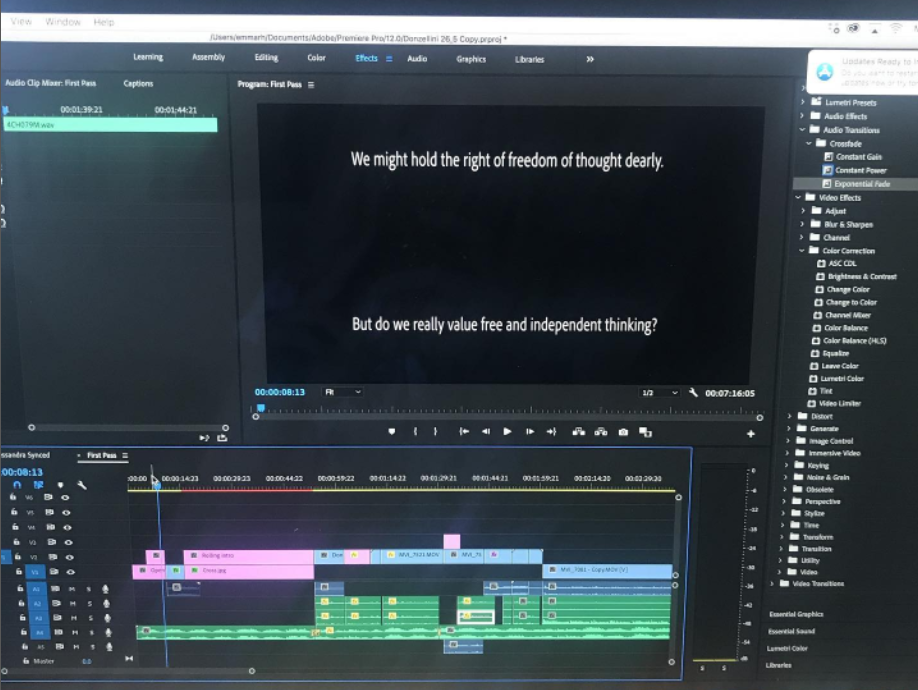 View Window Help
/Users/emmarh/Documents/Adobe/Premiere Pro/12.0/Donzellini 26_5 Copy.prproj *
Learning Assembly Editing Color Effects Audio Graphics Libraries
Updates Ready to
Do you want to
Audio Clip Mixer: First Pass Captions
00:01:39:21 00:01:44:21
4CH079M.wav
Program: First Pass
We might hold the right of freedom of thought dearly.
But do we really value free and independent thinking?
00:00:08:13 Fit 1/2 00:07:16:05
Lumetri Presets
Audio Effects
Audio Transitions
Crossfade
Constant Gain
Constant Power
Exponential Fade
Video Effects
Adjust
Blur & Sharpen
Channel
Color Correction
ASC CDL
Brightness & Contrast
Change Color
Change to Color
Channel Mixer
Color Balance
Color Balance (HLS)
Equalize
Leave Color
Lumetri Color
Tint
Video Limiter
Distort
Generate
Image Control
Immersive Video
Keying
Noise & Grain
Obsolete
Perspective
Stylize
Time
Transform
Transition
Utility
Video
Video Transitions
Essential Graphics
Essential Sound
Lumetri Color
Libraries
ssandra Synced First Pass
00:08:13
:00:00 00:00:14:23 00:00:29:23 00:00:44:22 00:00:59:22 00:01:14:22 00:01:29:21 00:01:44:21 00:01:59:21 00:02:14:20 00:02:29:20
V6
V5
V4
V3
V2 Rolling intro MVI_7121.MOV
V1 Cross.jpg MVI_7081 - Copy.MOV [V]
A1 M S
A2 M S
A3 M S
A4 M S
A5 M S
Master 0.0
0
-6
-12
-18
-24
-30
-36
-42
-48
-54
dB
S S